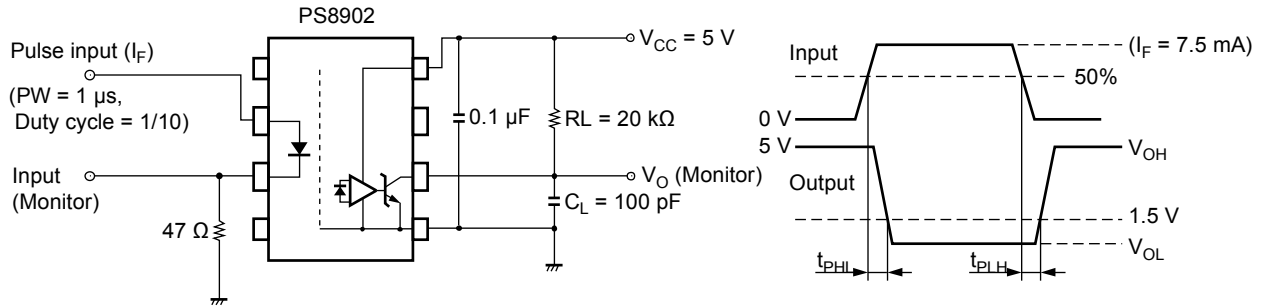 PS8902
Pulse input (I_F)
(PW = 1 μs,
Duty cycle = 1/10)
Input
(Monitor)
47 Ω
V_CC = 5 V
0.1 μF
RL = 20 kΩ
V_O (Monitor)
C_L = 100 pF
Input
(I_F = 7.5 mA)
50%
0 V
5 V
V_OH
Output
1.5 V
V_OL
t_PHL
t_PLH